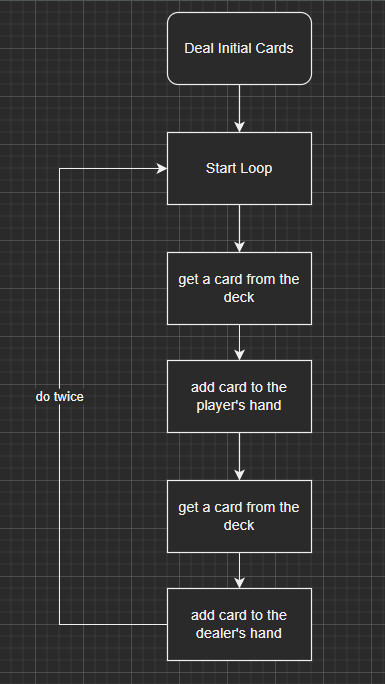 Deal Initial Cards
Start Loop
get a card from the
deck
add card to the
player's hand
do twice
get a card from the
deck
add card to the
dealer's hand